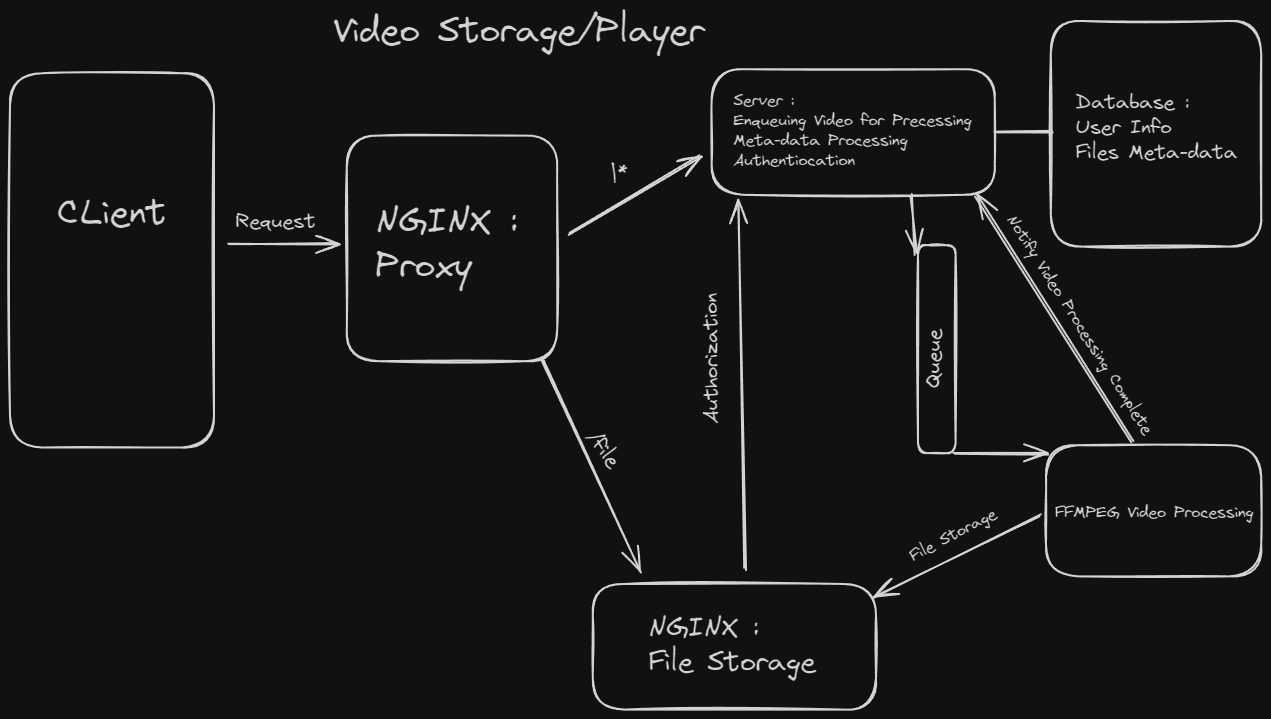 Video Storage/Player
CLient
Request
NGINX :
Proxy
/*
/file
Server :
Enqueuing Video for Precessing
Meta-data Processing
Authentiocation
Database :
User Info
Files Meta-data
Authorization
Queue
Notify Video Processing Complete
FFMPEG Video Processing
File Storage
NGINX :
File Storage